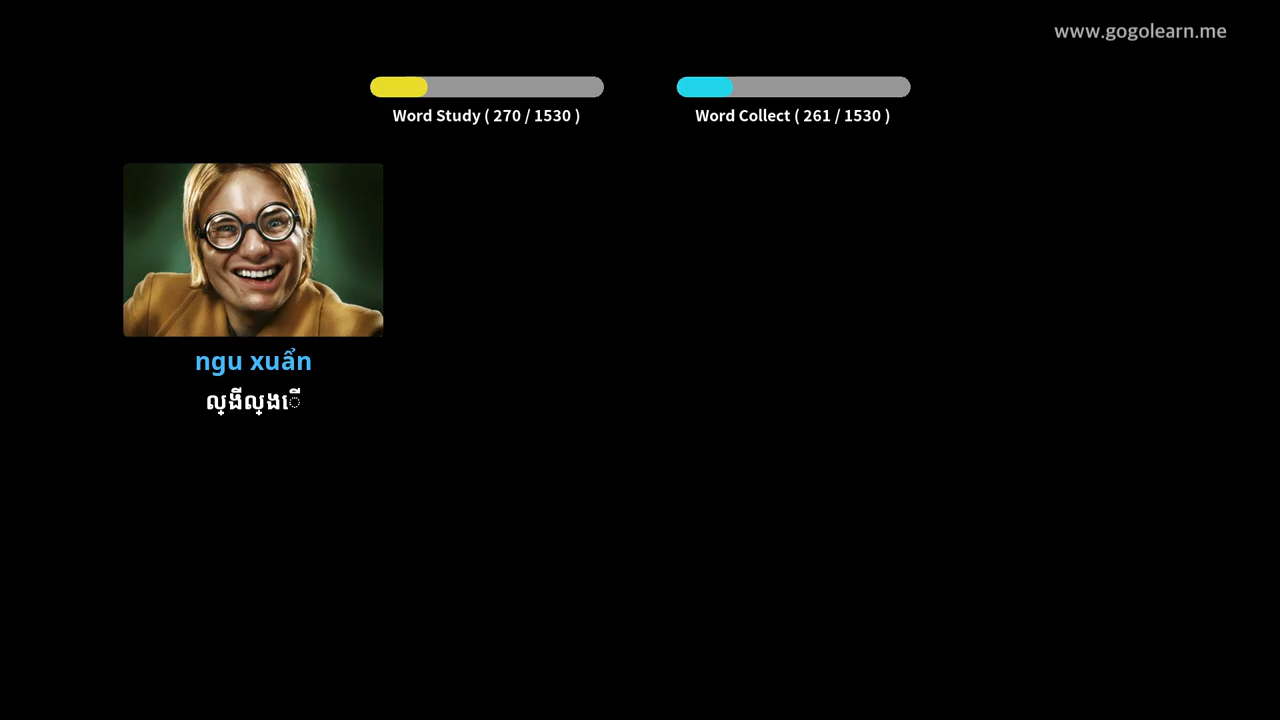 www.gogolearn.me
Word Study ( 270 / 1530 )
Word Collect ( 261 / 1530 )
ngu xuẩn
ល្ងីល្ងើ